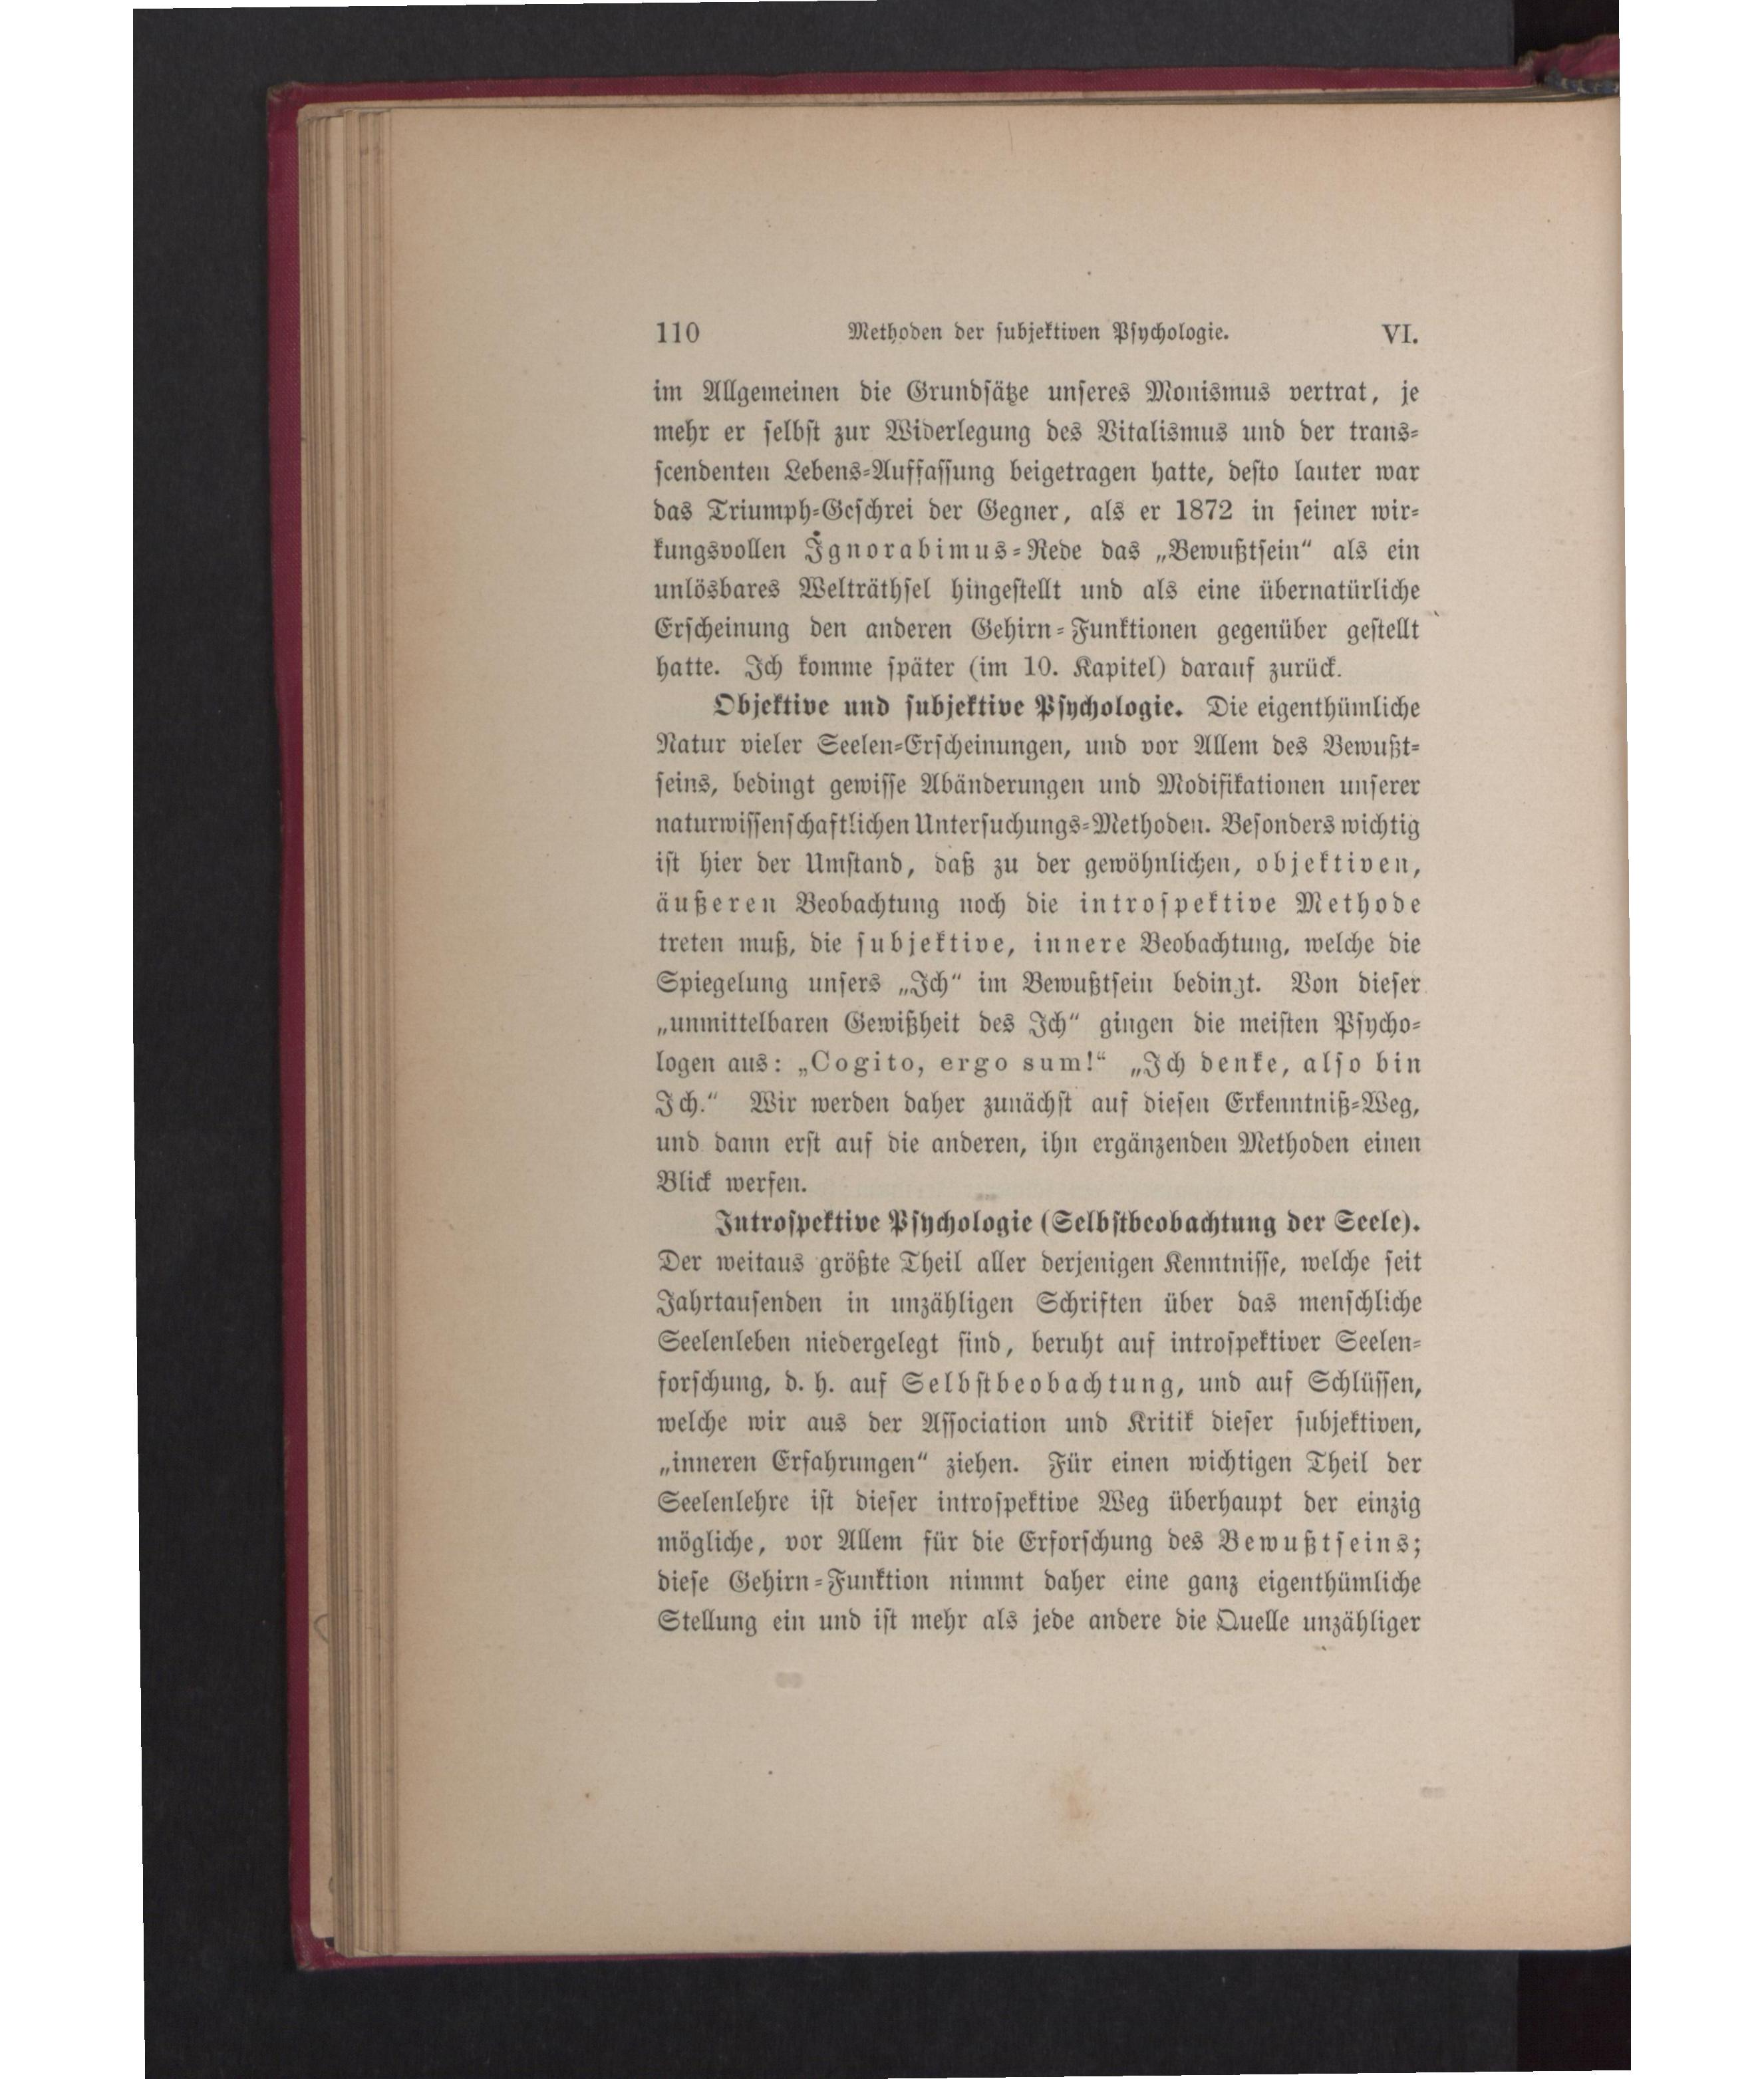 110 Methoden der subjektiven Psychologie. VI.
im Allgemeinen die Grundsätze unseres Monismus vertrat, je
mehr er selbst zur Widerlegung des Vitalismus und der trans-
scendenten Lebens-Auffassung beigetragen hatte, desto lauter war
das Triumph-Geschrei der Gegner, als er 1872 in seiner wir-
kungsvollen Ignorabimus-Rede das „Bewußtsein“ als ein
unlösbares Welträthsel hingestellt und als eine übernatürliche
Erscheinung den anderen Gehirn-Funktionen gegenüber gestellt
hatte. Ich komme später (im 10. Kapitel) darauf zurück.
Objektive und subjektive Psychologie. Die eigenthümliche
Natur vieler Seelen-Erscheinungen, und vor Allem des Bewußt-
seins, bedingt gewisse Abänderungen und Modifikationen unserer
naturwissenschaftlichen Untersuchungs-Methoden. Besonders wichtig
ist hier der Umstand, daß zu der gewöhnlichen, objektiven,
äußeren Beobachtung noch die introspektive Methode
treten muß, die subjektive, innere Beobachtung, welche die
Spiegelung unsers „Ich“ im Bewußtsein bedingt. Von dieser
„unmittelbaren Gewißheit des Ich“ gingen die meisten Psycho-
logen aus: „Cogito, ergo sum!“ „Ich denke, also bin
Ich.“ Wir werden daher zunächst auf diesen Erkenntniß-Weg,
und dann erst auf die anderen, ihn ergänzenden Methoden einen
Blick werfen.
Introspektive Psychologie (Selbstbeobachtung der Seele).
Der weitaus größte Theil aller derjenigen Kenntnisse, welche seit
Jahrtausenden in unzähligen Schriften über das menschliche
Seelenleben niedergelegt sind, beruht auf introspektiver Seelen-
forschung, d. h. auf Selbstbeobachtung, und auf Schlüssen,
welche wir aus der Association und Kritik dieser subjektiven,
„inneren Erfahrungen“ ziehen. Für einen wichtigen Theil der
Seelenlehre ist dieser introspektive Weg überhaupt der einzig
mögliche, vor Allem für die Erforschung des Bewußtseins;
diese Gehirn-Funktion nimmt daher eine ganz eigenthümliche
Stellung ein und ist mehr als jede andere die Quelle unzähliger